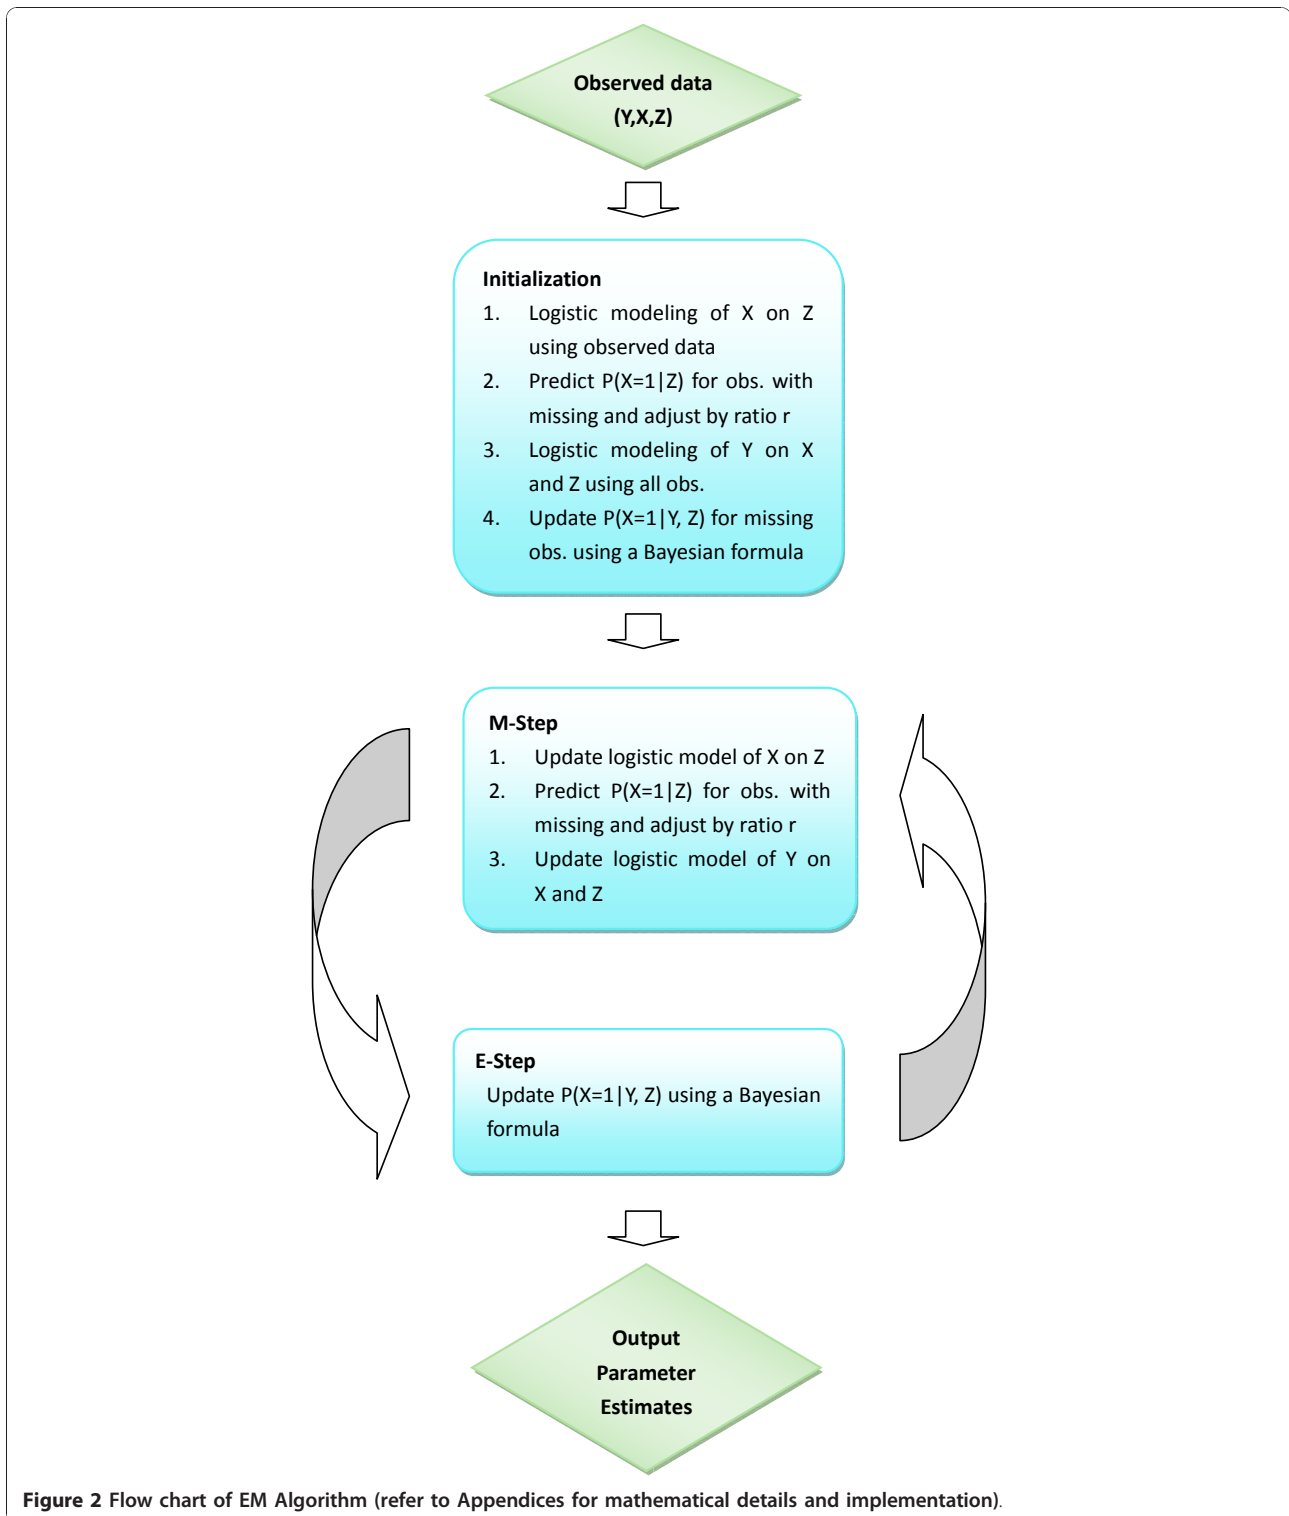 Observed data
(Y,X,Z)
Initialization
1. Logistic modeling of X on Z
using observed data
2. Predict P(X=1|Z) for obs. with
missing and adjust by ratio r
3. Logistic modeling of Y on X
and Z using all obs.
4. Update P(X=1|Y, Z) for missing
obs. using a Bayesian formula
M-Step
1. Update logistic model of X on Z
2. Predict P(X=1|Z) for obs. with
missing and adjust by ratio r
3. Update logistic model of Y on
X and Z
E-Step
Update P(X=1|Y, Z) using a Bayesian
formula
Output
Parameter
Estimates
Figure 2 Flow chart of EM Algorithm (refer to Appendices for mathematical details and implementation).